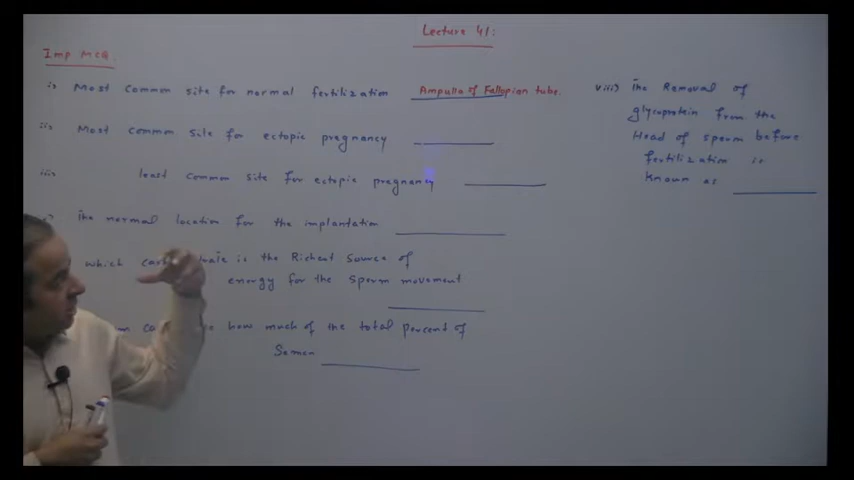 Lecture 41:
Imp MCQ.
i) Most common site for normal fertilization Ampulla of Fallopian tube.
ii) Most common site for ectopic pregnancy
iii) least common site for ectopic pregnancy
The normal location for the implantation
which is the Richest Source of
energy for the Sperm movement
how much of the total percent of
Semen
viii) The Removal of
glycoprotein from the
Head of sperm before
fertilization is
known as